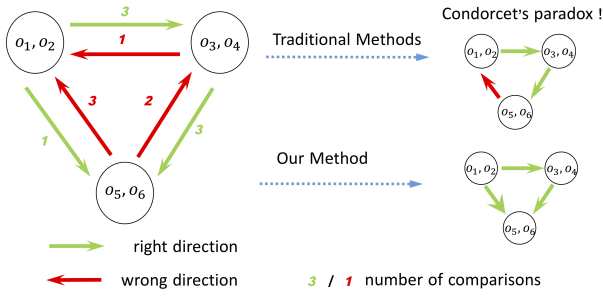 3
Condorcet's paradox !
o₁, o₂
1
o₃, o₄
Traditional Methods
o₁, o₂
o₃, o₄
3
2
1
3
o₅, o₆
Our Method
o₅, o₆
o₁, o₂
o₃, o₄
o₅, o₆
right direction
wrong direction
3 / 1 number of comparisons